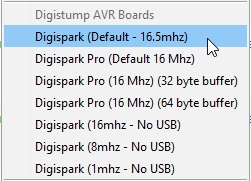 Digistump AVR Boards
Digispark (Default - 16.5mhz)
Digispark Pro (Default 16 Mhz)
Digispark Pro (16 Mhz) (32 byte buffer)
Digispark Pro (16 Mhz) (64 byte buffer)
Digispark (16mhz - No USB)
Digispark (8mhz - No USB)
Digispark (1mhz - No USB)